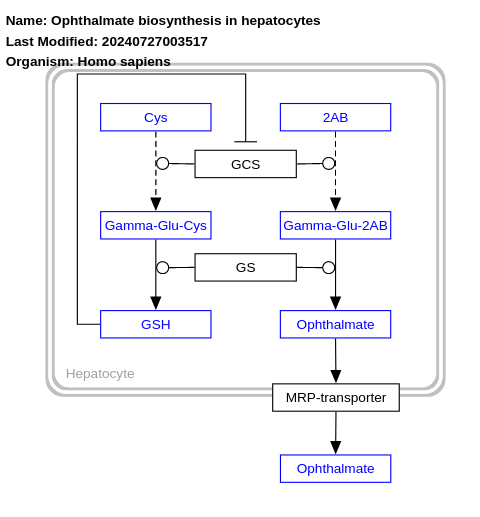 Name: Ophthalmate biosynthesis in hepatocytes
Last Modified: 20240727003517
Organism: Homo sapiens
Cys
2AB
GCS
Gamma-Glu-Cys
Gamma-Glu-2AB
GS
GSH
Ophthalmate
Hepatocyte
MRP-transporter
Ophthalmate